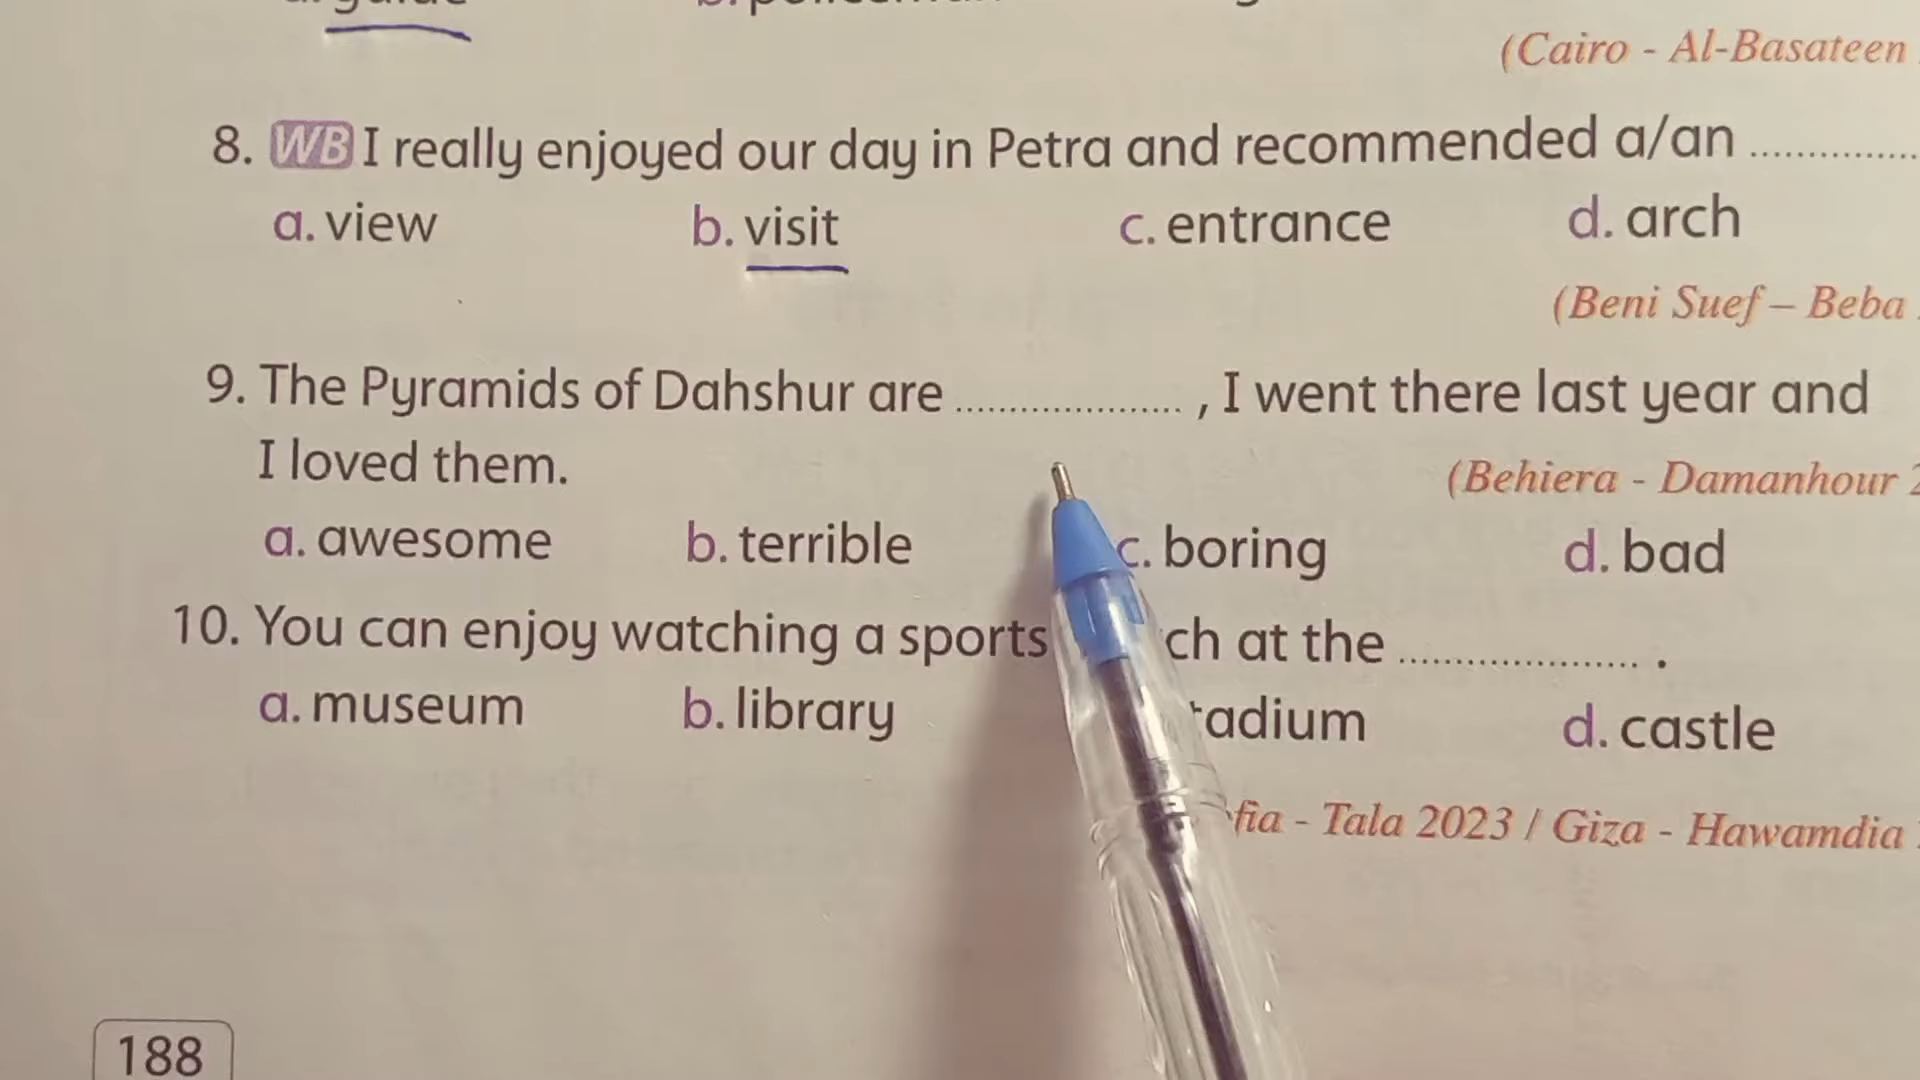 (Cairo - Al-Basateen
8. WB I really enjoyed our day in Petra and recommended a/an ...............
a. view b. visit c. entrance d. arch
(Beni Suef – Beba
9. The Pyramids of Dahshur are ..................... , I went there last year and
I loved them.
(Behiera - Damanhour
a. awesome b. terrible c. boring d. bad
10. You can enjoy watching a sports ch at the ...................... .
a. museum b. library tadium d. castle
fia - Tala 2023 / Giza - Hawamdia
188